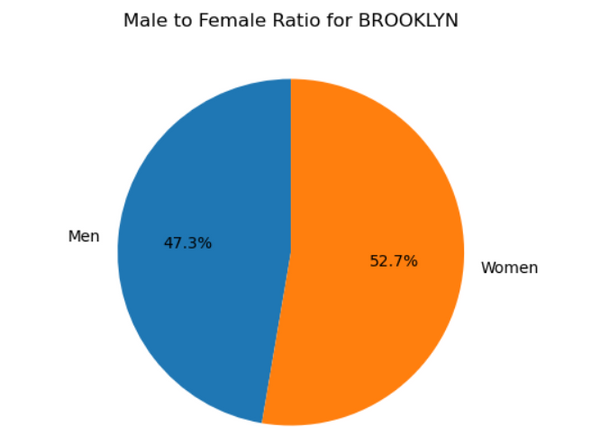 Male to Female Ratio for BROOKLYN
Men
47.3%
52.7%
Women